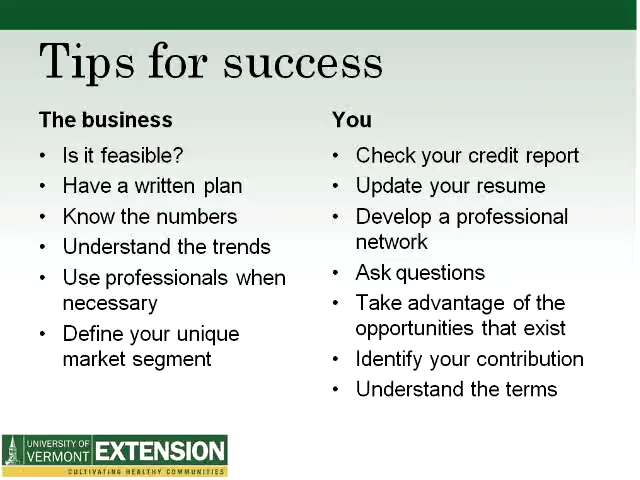 Tips for success
The business
• Is it feasible?
• Have a written plan
• Know the numbers
• Understand the trends
• Use professionals when
necessary
• Define your unique
market segment
You
• Check your credit report
• Update your resume
• Develop a professional
network
• Ask questions
• Take advantage of the
opportunities that exist
• Identify your contribution
• Understand the terms
UNIVERSITY OF
VERMONT
EXTENSION
CULTIVATING HEALTHY COMMUNITIES